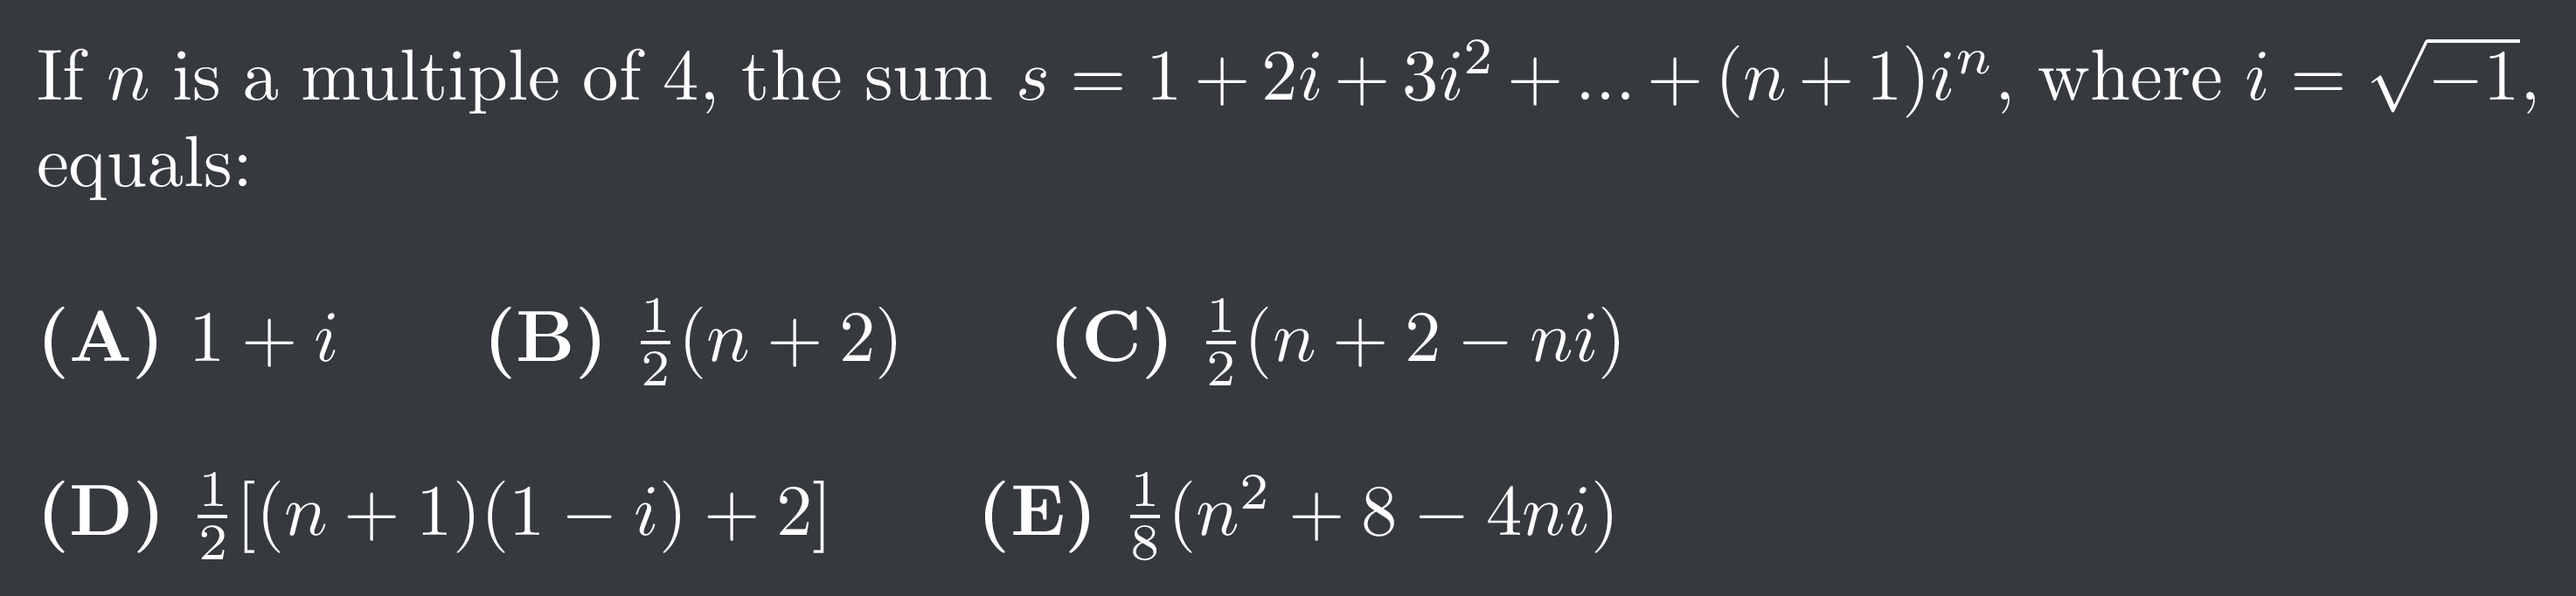 If n is a multiple of 4, the sum s = 1 + 2i + 3i² + ... + (n + 1)iⁿ, where i = √−1,
equals:
(A) 1 + i (B) ½(n + 2) (C) ½(n + 2 − ni)
(D) ½[(n + 1)(1 − i) + 2] (E) ⅛(n² + 8 − 4ni)